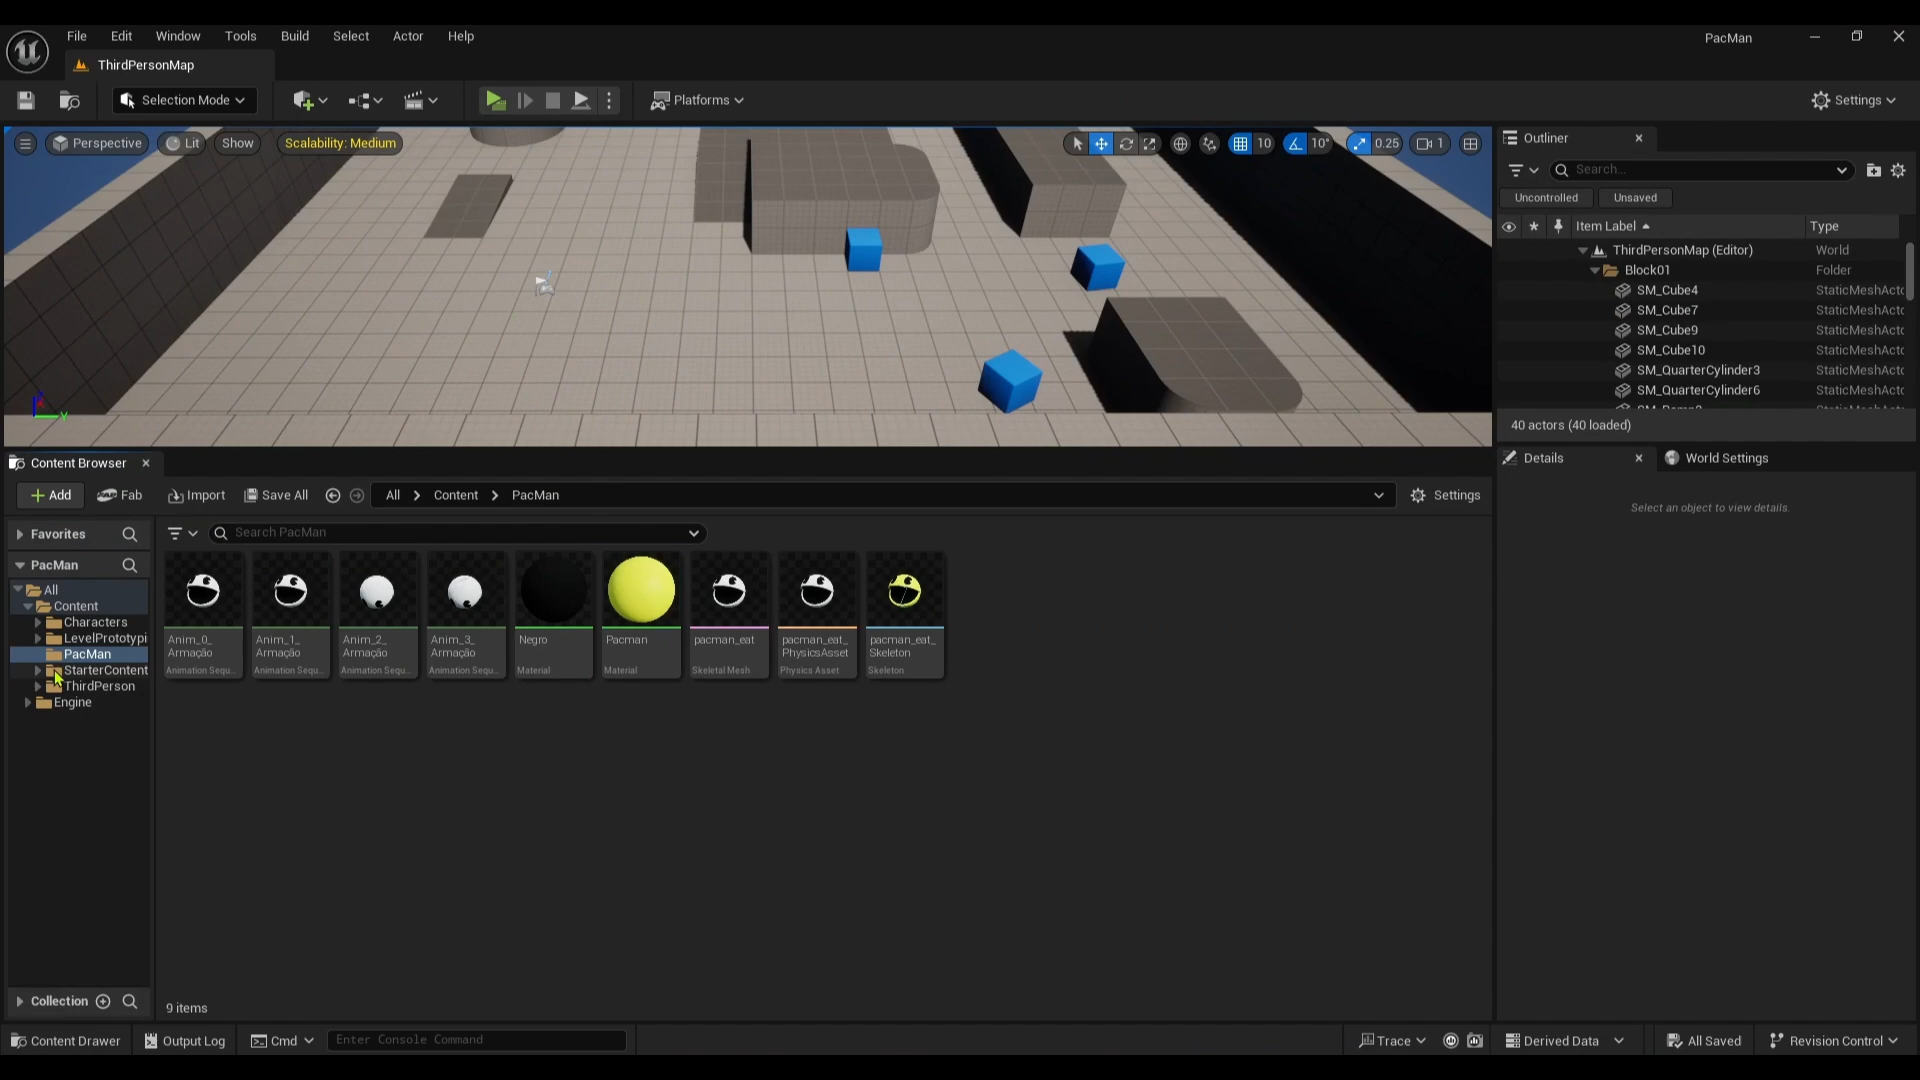 File Edit Window Tools Build Select Actor Help
PacMan
ThirdPersonMap
Selection Mode
Platforms
Settings
Perspective
Lit
Show
Scalability: Medium
10
10°
0.25
1
Outliner
Search...
Uncontrolled
Unsaved
Item Label
Type
ThirdPersonMap (Editor) World
Block01 Folder
SM_Cube4 StaticMeshActo
SM_Cube7 StaticMeshActo
SM_Cube9 StaticMeshActo
SM_Cube10 StaticMeshActo
SM_QuarterCylinder3 StaticMeshActo
SM_QuarterCylinder6 StaticMeshActo
40 actors (40 loaded)
Content Browser
Details
World Settings
Select an object to view details.
Add
Fab
Import
Save All
All > Content > PacMan
Settings
Favorites
Search PacMan
PacMan
All
Content
Characters
LevelPrototypi
PacMan
StarterContent
ThirdPerson
Engine
Anim_0_
Armação
Animation Sequ...
Anim_1_
Armação
Animation Sequ...
Anim_2_
Armação
Animation Sequ...
Anim_3_
Armação
Animation Sequ...
Negro
Material
Pacman
Material
pacman_eat
Skeletal Mesh
pacman_eat_
PhysicsAsset
Physics Asset
pacman_eat_
Skeleton
Skeleton
Collection
9 items
Content Drawer
Output Log
Cmd
Enter Console Command
Trace
Derived Data
All Saved
Revision Control